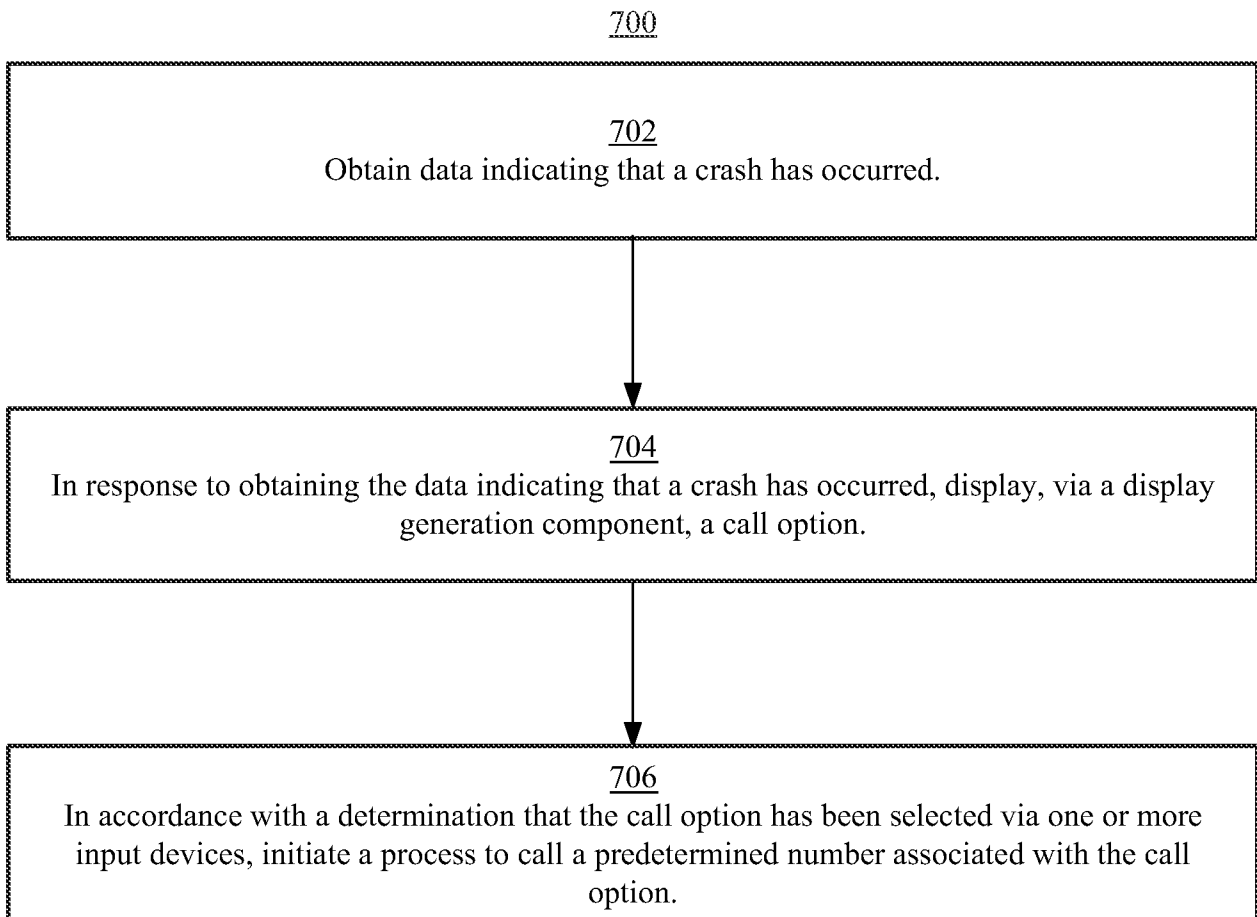 700
702
Obtain data indicating that a crash has occurred.
704
In response to obtaining the data indicating that a crash has occurred, display, via a display
generation component, a call option.
706
In accordance with a determination that the call option has been selected via one or more
input devices, initiate a process to call a predetermined number associated with the call
option.